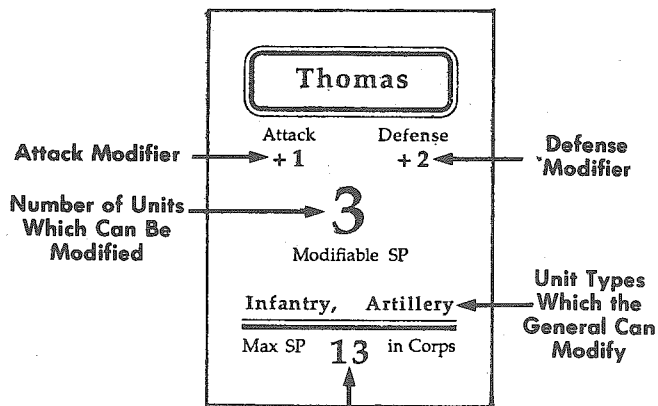 Thomas
Attack Defense
Attack Modifier +1 +2 Defense
Modifier
Number of Units
Which Can Be
Modified
3
Modifiable SP
Infantry, Artillery
Unit Types
Which the
General Can
Modify
Max SP 13 in Corps